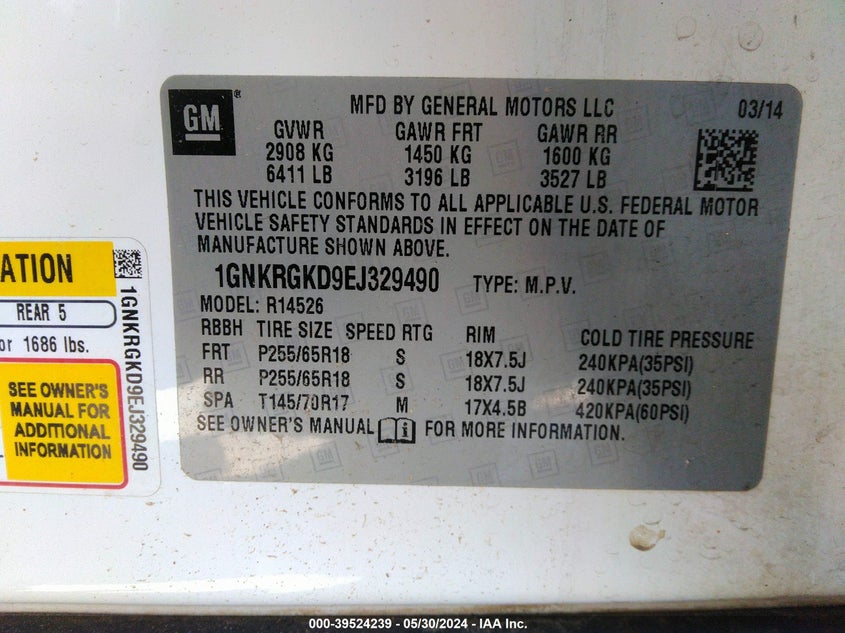 GM ®
MFD BY GENERAL MOTORS LLC 03/14
GVWR GAWR FRT GAWR RR
2908 KG 1450 KG 1600 KG
6411 LB 3196 LB 3527 LB
THIS VEHICLE CONFORMS TO ALL APPLICABLE U.S. FEDERAL MOTOR
VEHICLE SAFETY STANDARDS IN EFFECT ON THE DATE OF
MANUFACTURE SHOWN ABOVE.
1GNKRGKD9EJ329490 TYPE: M.P.V.
MODEL: R14526
RBBH TIRE SIZE SPEED RTG RIM COLD TIRE PRESSURE
FRT P255/65R18 S 18X7.5J 240KPA(35PSI)
RR P255/65R18 S 18X7.5J 240KPA(35PSI)
SPA T145/70R17 M 17X4.5B 420KPA(60PSI)
SEE OWNER'S MANUAL FOR MORE INFORMATION.
ATION
REAR 5
or 1686 lbs.
SEE OWNER'S
MANUAL FOR
ADDITIONAL
INFORMATION
1GNKRGKD9EJ329490
000-39524239 - 05/30/2024 - IAA Inc.